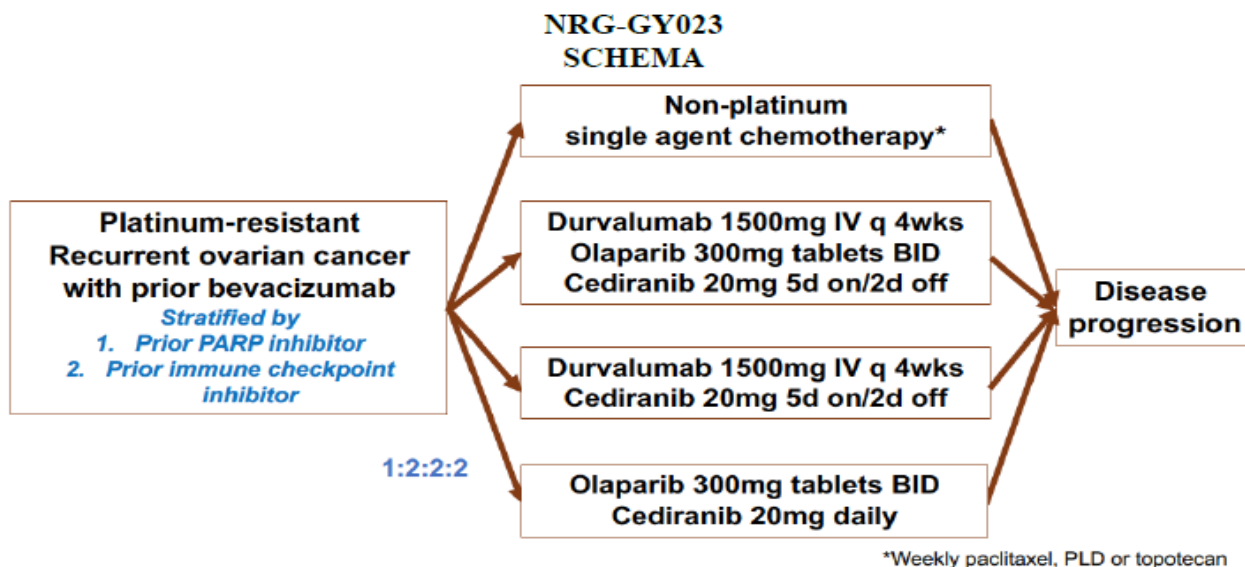 NRG-GY023
SCHEMA
Non-platinum
single agent chemotherapy*
Platinum-resistant
Recurrent ovarian cancer
with prior bevacizumab
Stratified by
1. Prior PARP inhibitor
2. Prior immune checkpoint
inhibitor
Durvalumab 1500mg IV q 4wks
Olaparib 300mg tablets BID
Cediranib 20mg 5d on/2d off
Durvalumab 1500mg IV q 4wks
Cediranib 20mg 5d on/2d off
1:2:2:2
Olaparib 300mg tablets BID
Cediranib 20mg daily
Disease
progression
*Weekly paclitaxel, PLD or topotecan